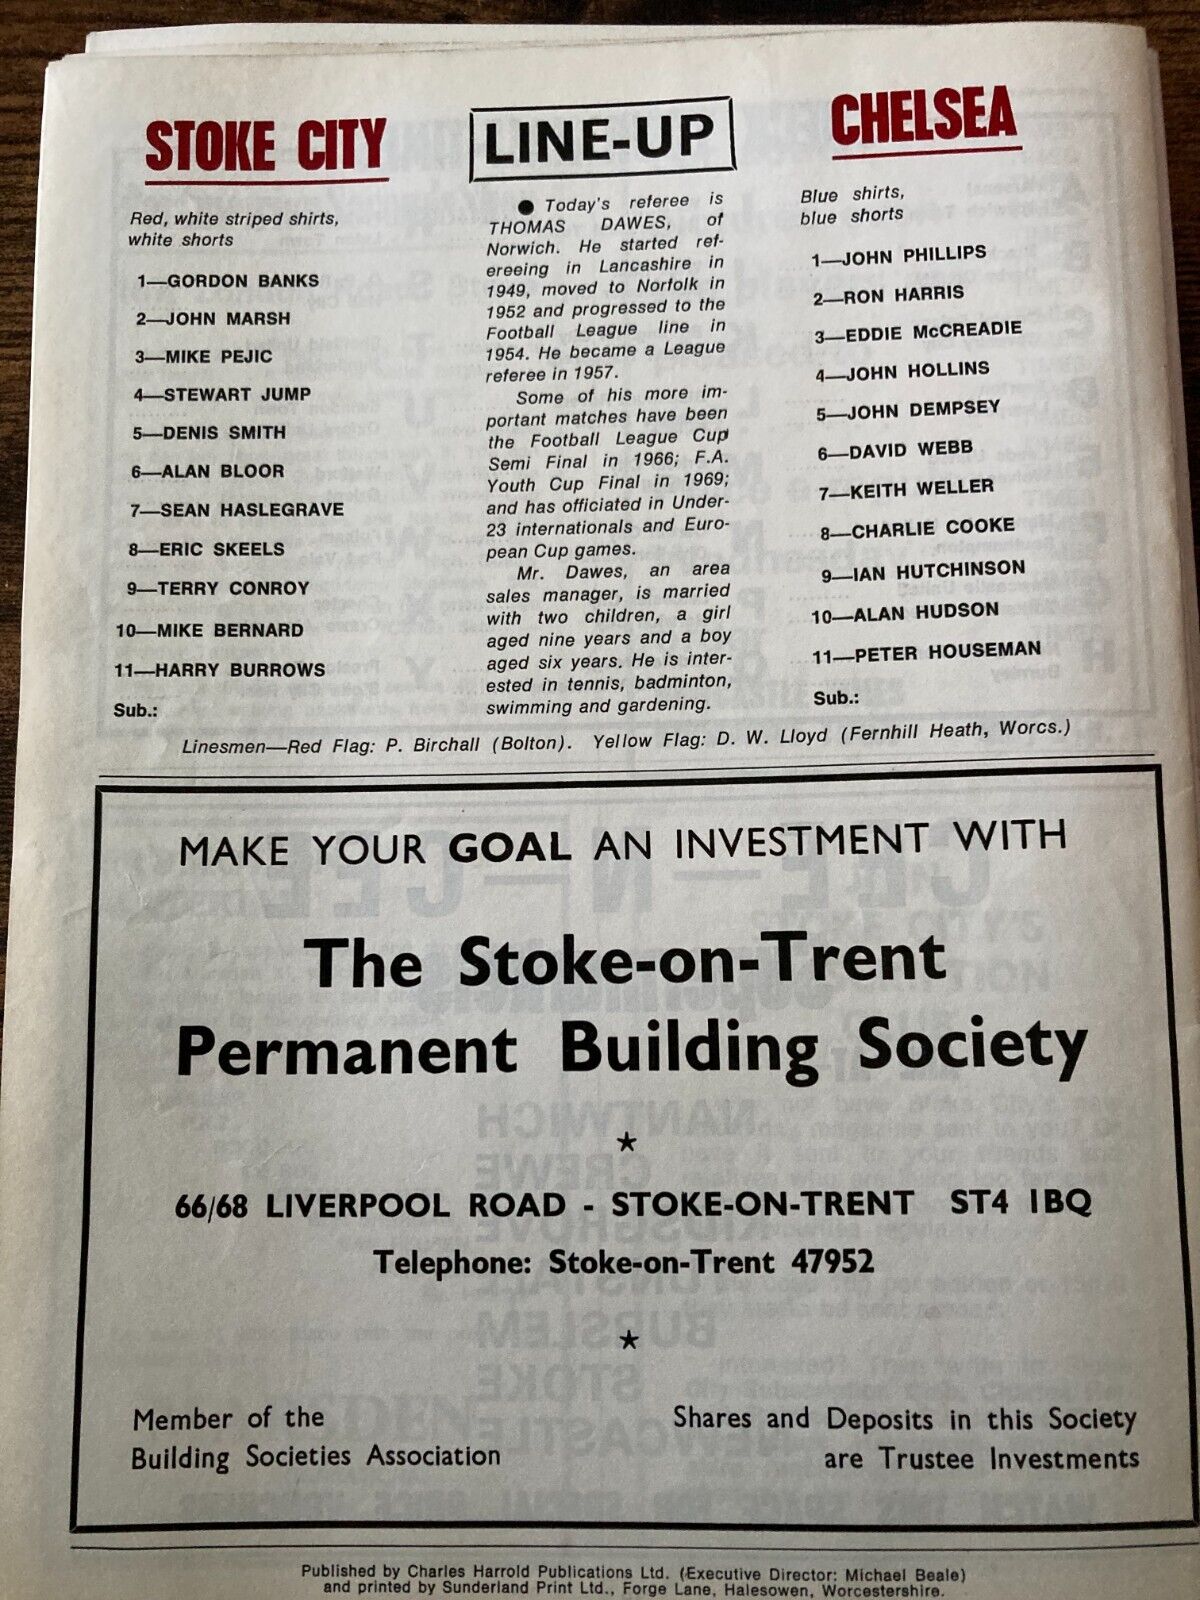 STOKE CITY
Red, white striped shirts,
white shorts
1—GORDON BANKS
2—JOHN MARSH
3—MIKE PEJIC
4—STEWART JUMP
5—DENIS SMITH
6—ALAN BLOOR
7—SEAN HASLEGRAVE
8—ERIC SKEELS
9—TERRY CONROY
10—MIKE BERNARD
11—HARRY BURROWS
Sub.:
LINE-UP
● Today's referee is
THOMAS DAWES, of
Norwich. He started ref-
ereeing in Lancashire in
1949, moved to Norfolk in
1952 and progressed to the
Football League line in
1954. He became a League
referee in 1957.
Some of his more im-
portant matches have been
the Football League Cup
Semi Final in 1966; F.A.
Youth Cup Final in 1969;
and has officiated in Under-
23 internationals and Euro-
pean Cup games.
Mr. Dawes, an area
sales manager, is married
with two children, a girl
aged nine years and a boy
aged six years. He is inter-
ested in tennis, badminton,
swimming and gardening.
CHELSEA
Blue shirts,
blue shorts
1—JOHN PHILLIPS
2—RON HARRIS
3—EDDIE McCREADIE
4—JOHN HOLLINS
5—JOHN DEMPSEY
6—DAVID WEBB
7—KEITH WELLER
8—CHARLIE COOKE
9—IAN HUTCHINSON
10—ALAN HUDSON
11—PETER HOUSEMAN
Sub.:
Linesmen—Red Flag: P. Birchall (Bolton). Yellow Flag: D. W. Lloyd (Fernhill Heath, Worcs.)
MAKE YOUR GOAL AN INVESTMENT WITH
The Stoke-on-Trent
Permanent Building Society
★
66/68 LIVERPOOL ROAD - STOKE-ON-TRENT ST4 1BQ
Telephone: Stoke-on-Trent 47952
★
Member of the
Building Societies Association
Shares and Deposits in this Society
are Trustee Investments
Published by Charles Harrold Publications Ltd. (Executive Director: Michael Beale)
and printed by Sunderland Print Ltd., Forge Lane, Halesowen, Worcestershire.